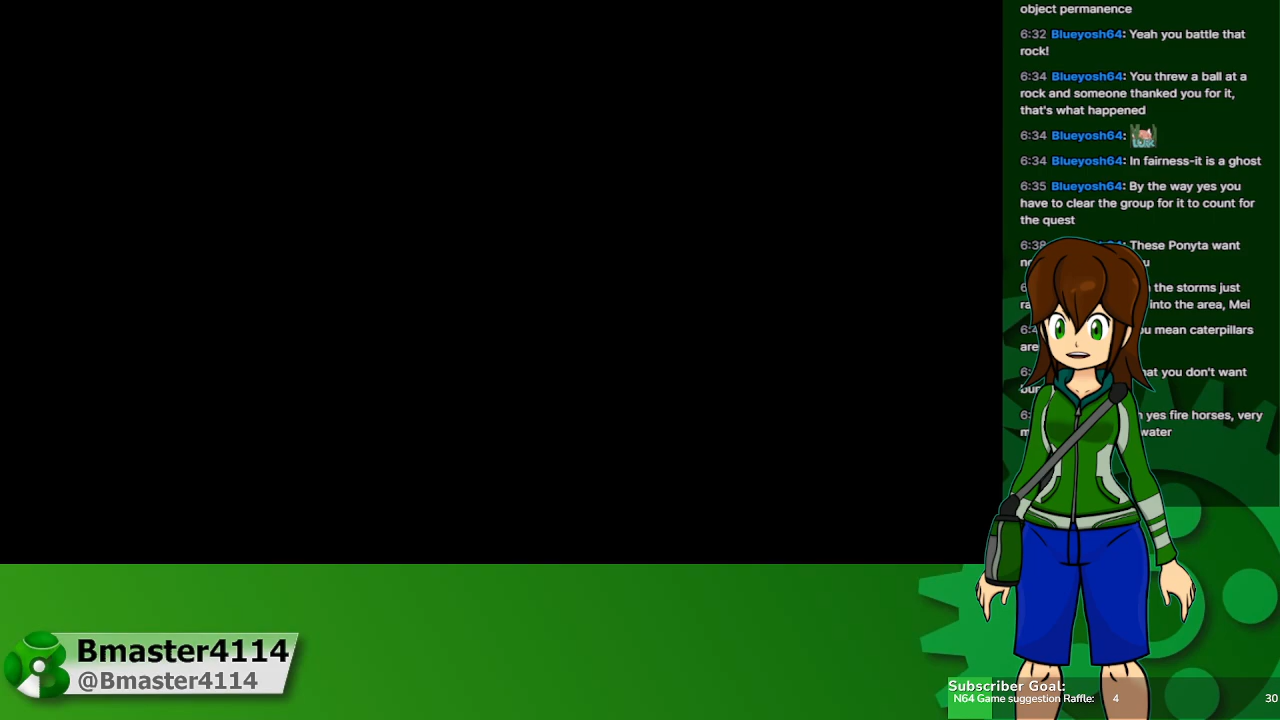 object permanence
6:32 Blueyosh64: Yeah you battle that
rock!
6:34 Blueyosh64: You threw a ball at a
rock and someone thanked you for it,
that's what happened
6:34 Blueyosh64:
6:34 Blueyosh64: In fairness-it is a ghost
6:35 Blueyosh64: By the way yes you
have to clear the group for it to count for
the quest
6:38 These Ponyta want
the storms just
into the area, Mei
mean caterpillars
are
you don't want
yes fire horses, very
water
Bmaster4114
@Bmaster4114
Subscriber Goal:
N64 Game suggestion Raffle: 4 30